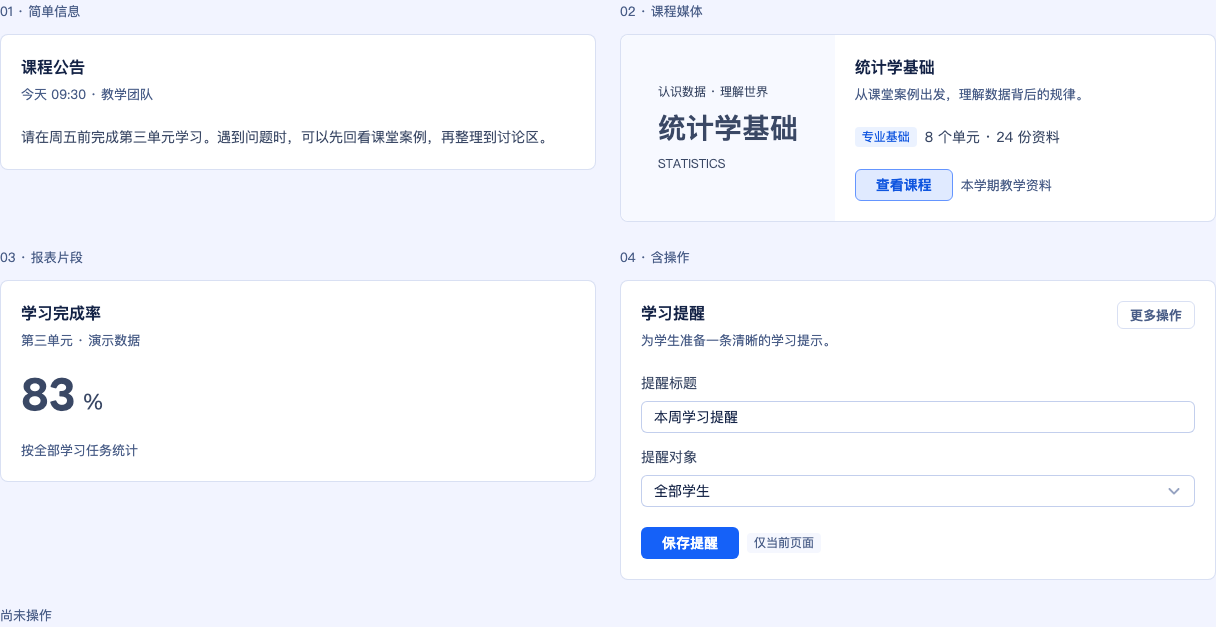 01 · 简单信息
课程公告
今天 09:30 · 教学团队
请在周五前完成第三单元学习。遇到问题时，可以先回看课堂案例，再整理到讨论区。
02 · 课程媒体
认识数据 · 理解世界
统计学基础
STATISTICS
统计学基础
从课堂案例出发，理解数据背后的规律。
专业基础 8 个单元 · 24 份资料
查看课程 本学期教学资料
03 · 报表片段
学习完成率
第三单元 · 演示数据
83 %
按全部学习任务统计
04 · 含操作
学习提醒
更多操作
为学生准备一条清晰的学习提示。
提醒标题
本周学习提醒
提醒对象
全部学生
保存提醒 仅当前页面
尚未操作